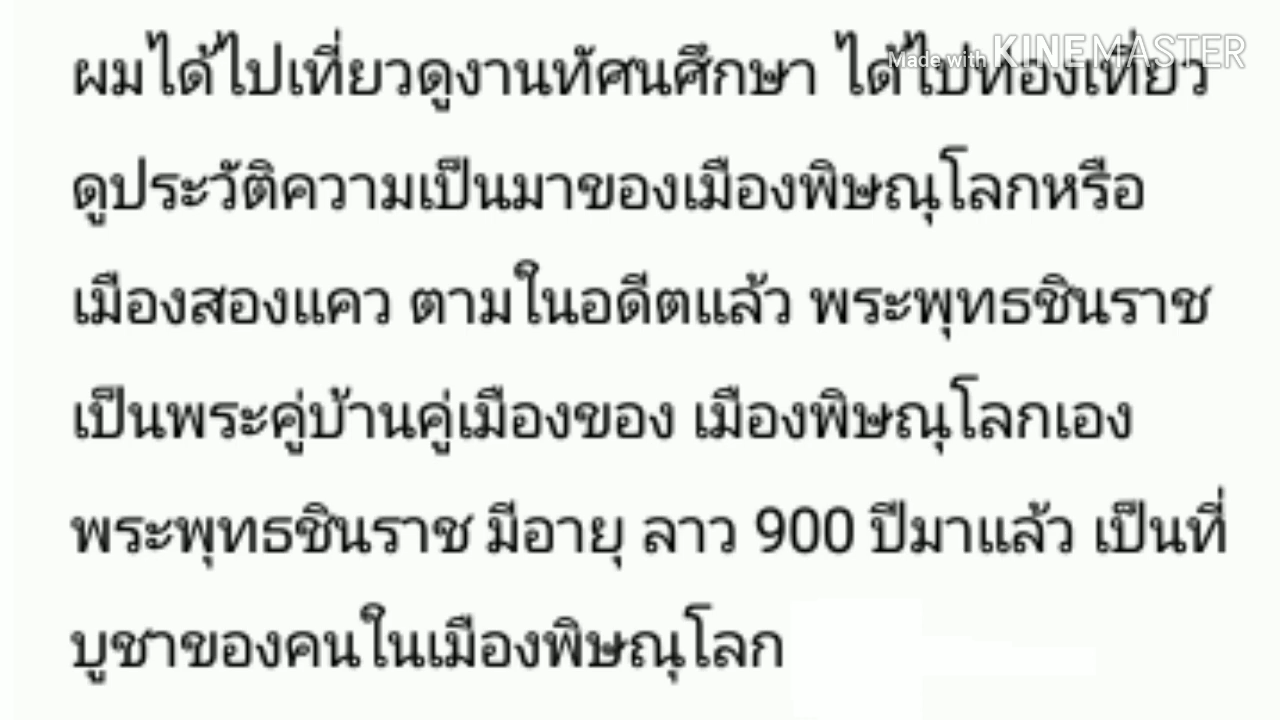 ผมได้ไปเที่ยวดูงานทัศนศึกษา ได้ไปท่องเที่ยว
Made with KINEMASTER
ดูประวัติความเป็นมาของเมืองพิษณุโลกหรือ
เมืองสองแคว ตามในอดีตแล้ว พระพุทธชินราช
เป็นพระคู่บ้านคู่เมืองของ เมืองพิษณุโลกเอง
พระพุทธชินราช มีอายุ ลาว 900 ปีมาแล้ว เป็นที่
บูชาของคนในเมืองพิษณุโลก